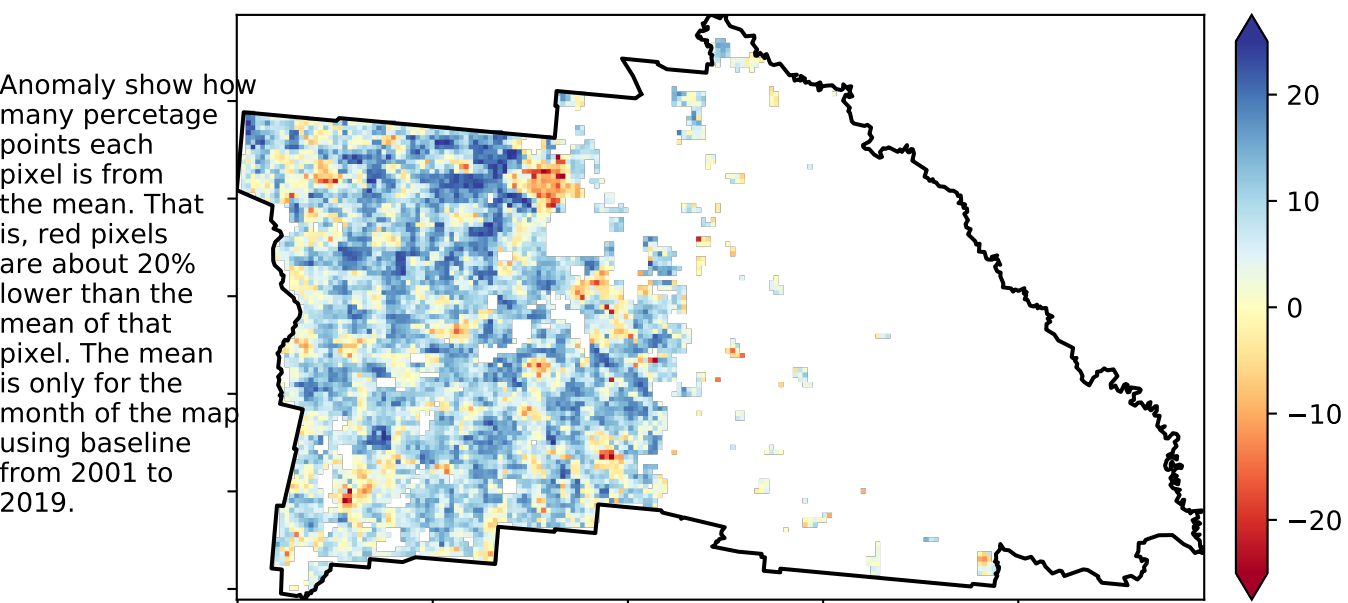 Anomaly show how
many percetage
points each
pixel is from
the mean. That
is, red pixels
are about 20%
lower than the
mean of that
pixel. The mean
is only for the
month of the map
using baseline
from 2001 to
2019.
20
10
0
−10
−20